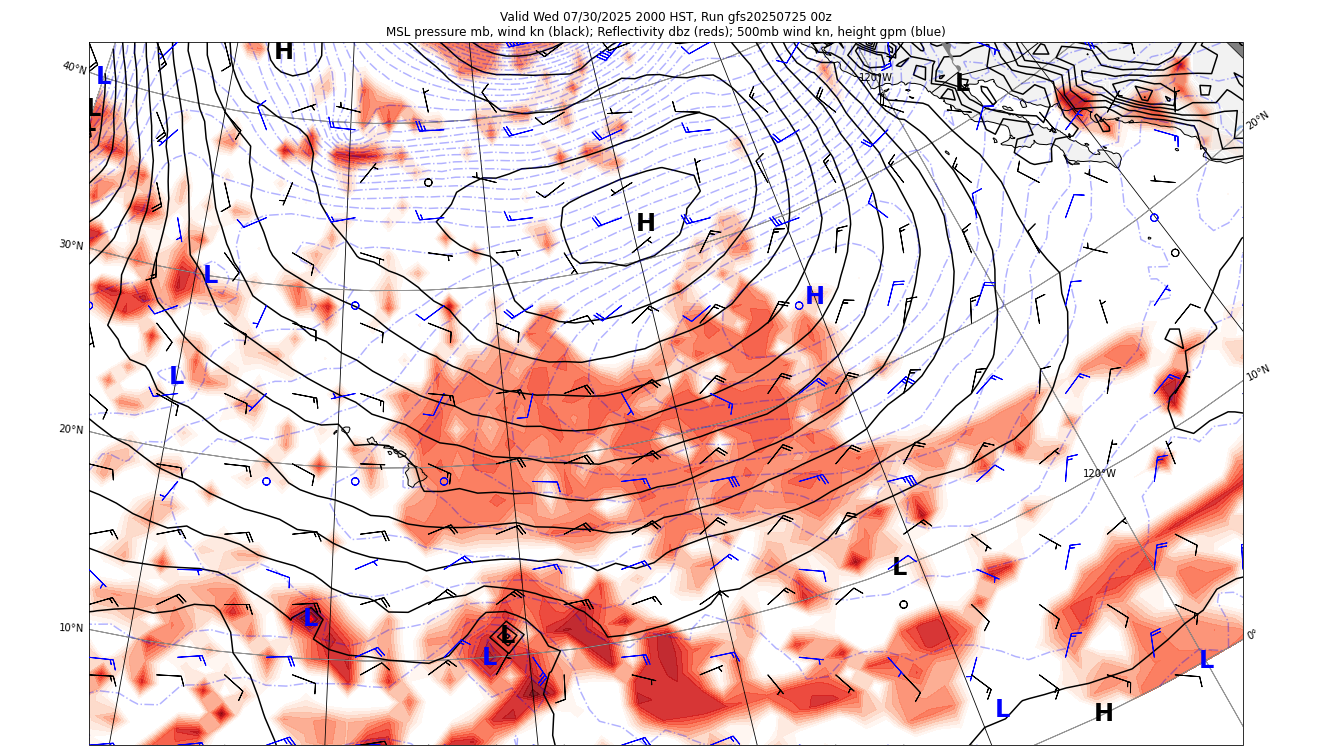 Valid Wed 07/30/2025 2000 HST, Run gfs20250725 00z
MSL pressure mb, wind kn (black); Reflectivity dbz (reds); 500mb wind kn, height gpm (blue)
H
40°N
L
120°W
L
L
20°N
H
30°N
L
H
L
10°N
20°N
120°W
L
10°N
L
L
L
0°
L
L
H